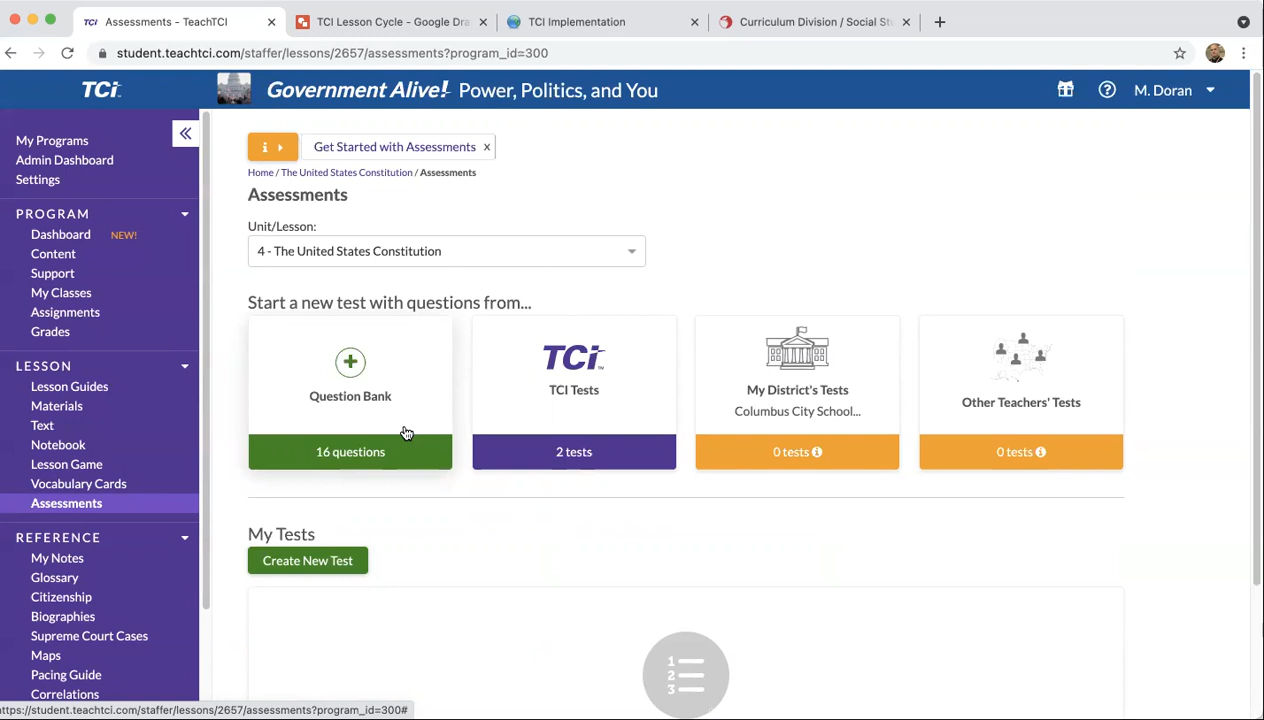 Assessments - TeachTCI
TCI Lesson Cycle - Google Dra
TCI Implementation
Curriculum Division / Social St
student.teachtci.com/staffer/lessons/2657/assessments?program_id=300
TCi
Government Alive! Power, Politics, and You
M. Doran
My Programs
Admin Dashboard
Settings
PROGRAM
Dashboard NEW!
Content
Support
My Classes
Assignments
Grades
LESSON
Lesson Guides
Materials
Text
Notebook
Lesson Game
Vocabulary Cards
Assessments
REFERENCE
My Notes
Glossary
Citizenship
Biographies
Supreme Court Cases
Maps
Pacing Guide
Correlations
i
Get Started with Assessments x
Home / The United States Constitution / Assessments
Assessments
Unit/Lesson:
4 - The United States Constitution
Start a new test with questions from...
Question Bank
16 questions
TCi
TCI Tests
2 tests
My District's Tests
Columbus City School...
0 tests
Other Teachers' Tests
0 tests
My Tests
Create New Test
1
2
3
https://student.teachtci.com/staffer/lessons/2657/assessments?program_id=300#